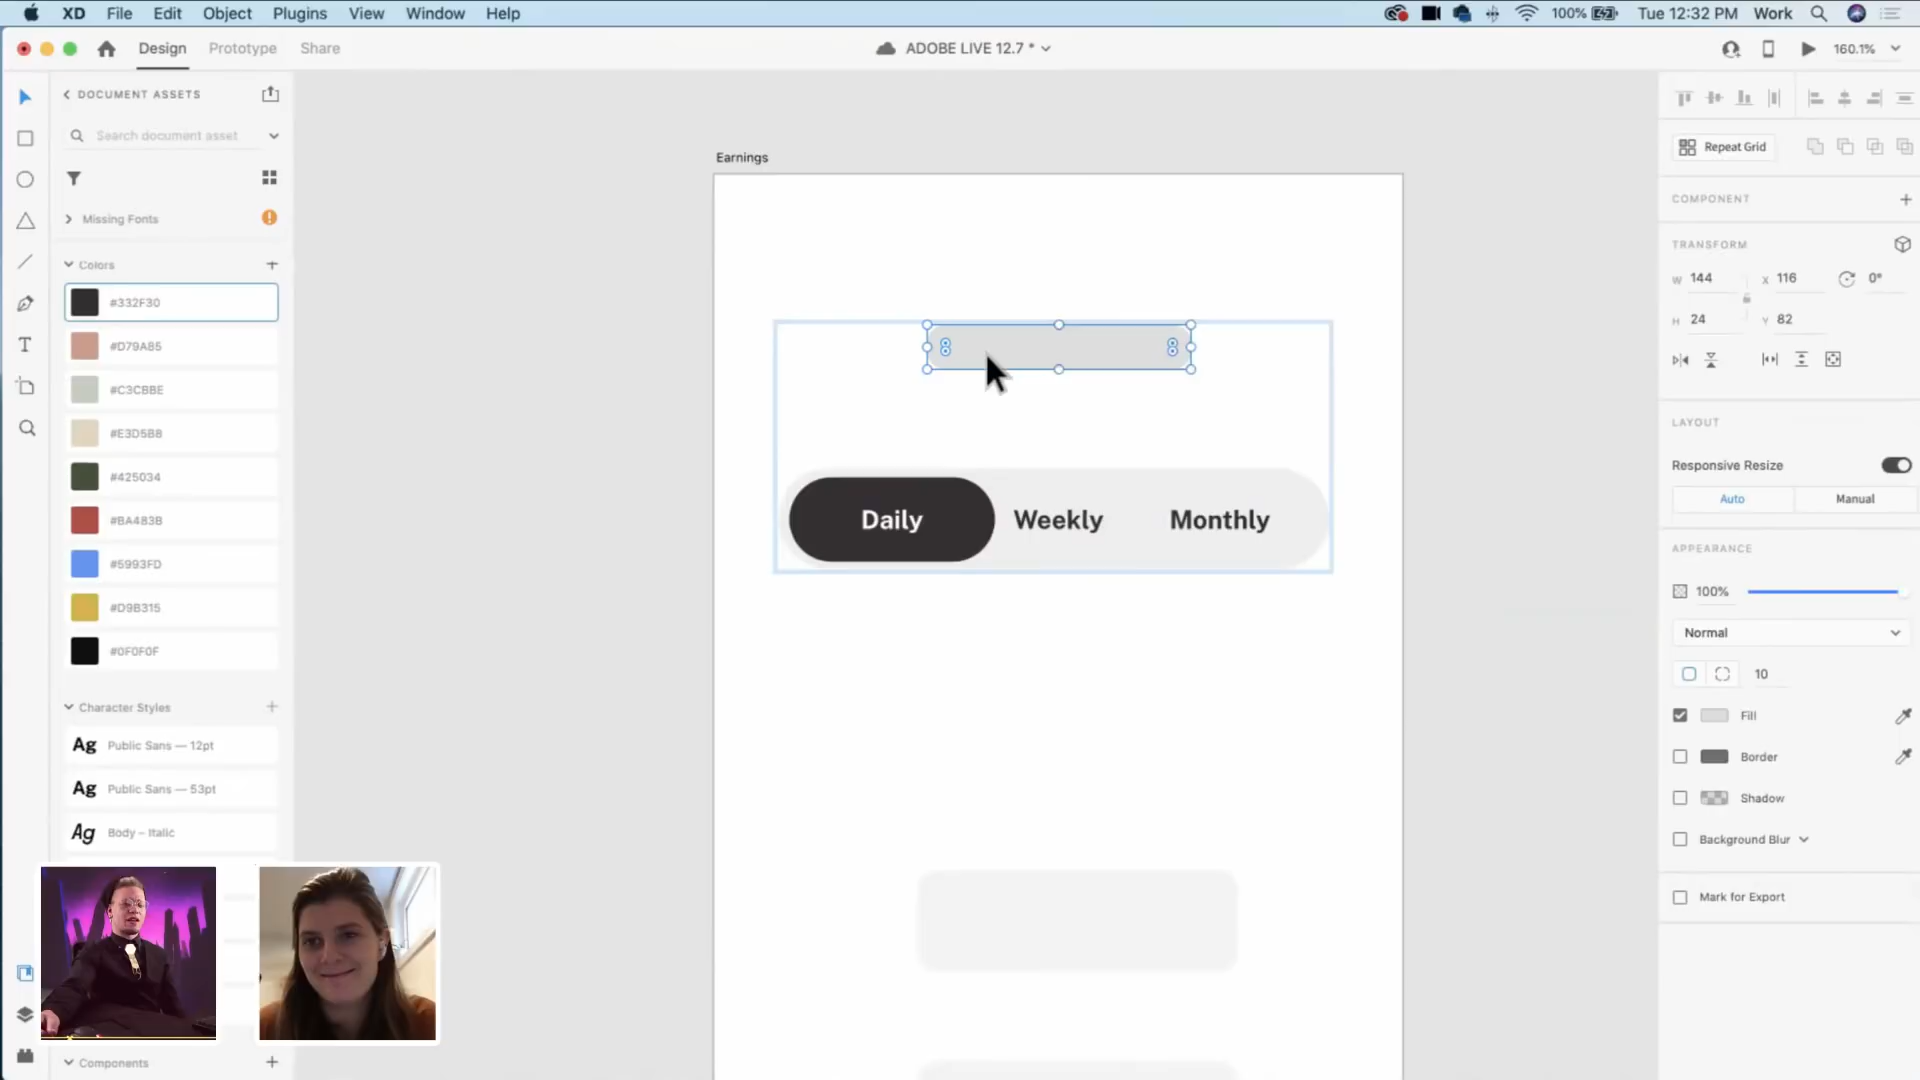 XD File Edit Object Plugins View Window Help 100% Tue 12:32 PM Work
Design Prototype Share ADOBE LIVE 12.7 * 160.1%
DOCUMENT ASSETS
Search document asset
Missing Fonts
Colors
#332F30
#D79A85
#C3CBBE
#E3D5B8
#425034
#BA483B
#5993FD
#D9B315
#0F0F0F
Character Styles
Ag Public Sans — 12pt
Ag Public Sans — 53pt
Ag Body – Italic
Components
Earnings
Daily Weekly Monthly
Repeat Grid
COMPONENT
TRANSFORM
W 144 X 116 0°
H 24 Y 82
LAYOUT
Responsive Resize
Auto Manual
APPEARANCE
100%
Normal
10
Fill
Border
Shadow
Background Blur
Mark for Export